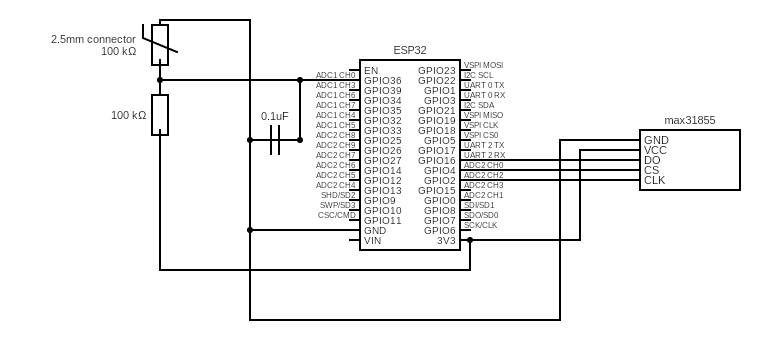 ESP32
2.5mm connector
100 kΩ
100 kΩ
0.1uF
ADC1 CH0
ADC1 CH3
ADC1 CH6
ADC1 CH7
ADC1 CH4
ADC1 CH5
ADC2 CH8
ADC2 CH9
ADC2 CH7
ADC2 CH6
ADC2 CH5
ADC2 CH4
SHD/SD2
SWP/SD3
CSC/CMD
EN
GPIO36
GPIO39
GPIO34
GPIO35
GPIO32
GPIO33
GPIO25
GPIO26
GPIO27
GPIO14
GPIO12
GPIO13
GPIO9
GPIO10
GPIO11
GND
VIN
GPIO23
GPIO22
GPIO1
GPIO3
GPIO21
GPIO19
GPIO18
GPIO5
GPIO17
GPIO16
GPIO4
GPIO2
GPIO15
GPIO0
GPIO8
GPIO7
GPIO6
3V3
VSPI MOSI
I2C SCL
UART 0 TX
UART 0 RX
I2C SDA
VSPI MISO
VSPI CLK
VSPI CS0
UART 2 TX
UART 2 RX
ADC2 CH0
ADC2 CH2
ADC2 CH3
ADC2 CH1
SDI/SD1
SDO/SD0
SCK/CLK
max31855
GND
VCC
DO
CS
CLK